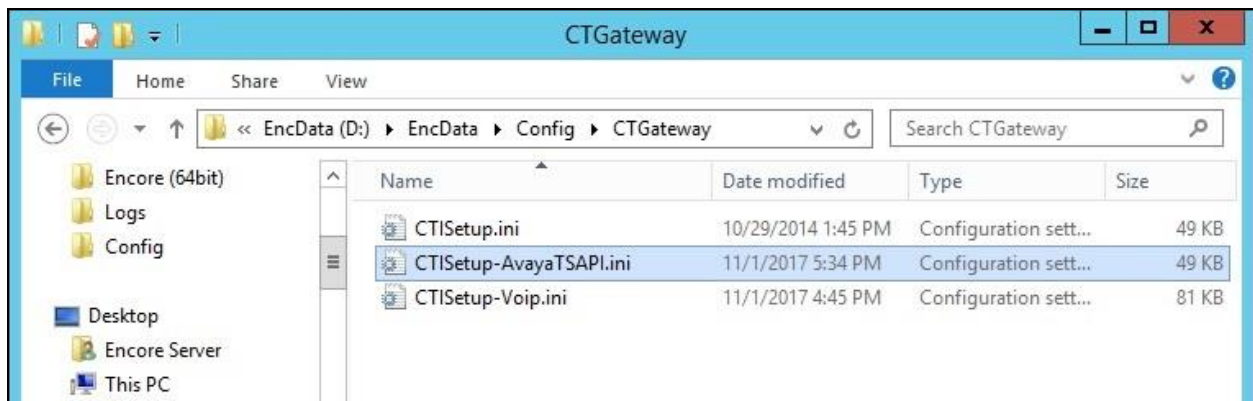 CTGateway
File Home Share View
« EncData (D:) EncData Config CTGateway Search CTGateway
Encore (64bit) Name Date modified Type Size
Logs CTISetup.ini 10/29/2014 1:45 PM Configuration sett... 49 KB
Config CTISetup-AvayaTSAPI.ini 11/1/2017 5:34 PM Configuration sett... 49 KB
CTISetup-Voip.ini 11/1/2017 4:45 PM Configuration sett... 81 KB
Desktop
Encore Server
This PC